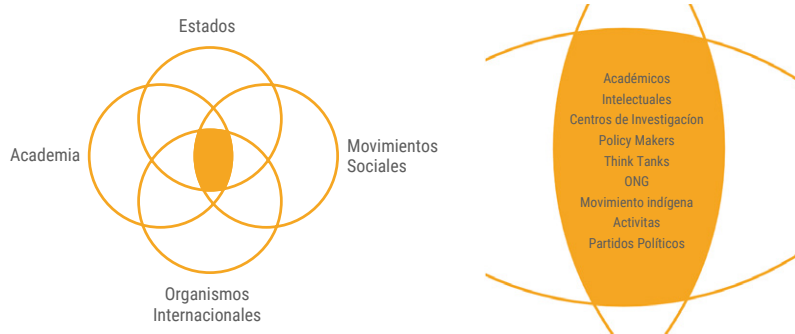 Estados
Academia
Movimientos
Sociales
Organismos
Internacionales
Académicos
Intelectuales
Centros de Investigacíon
Policy Makers
Think Tanks
ONG
Movimiento indígena
Activitas
Partidos Políticos